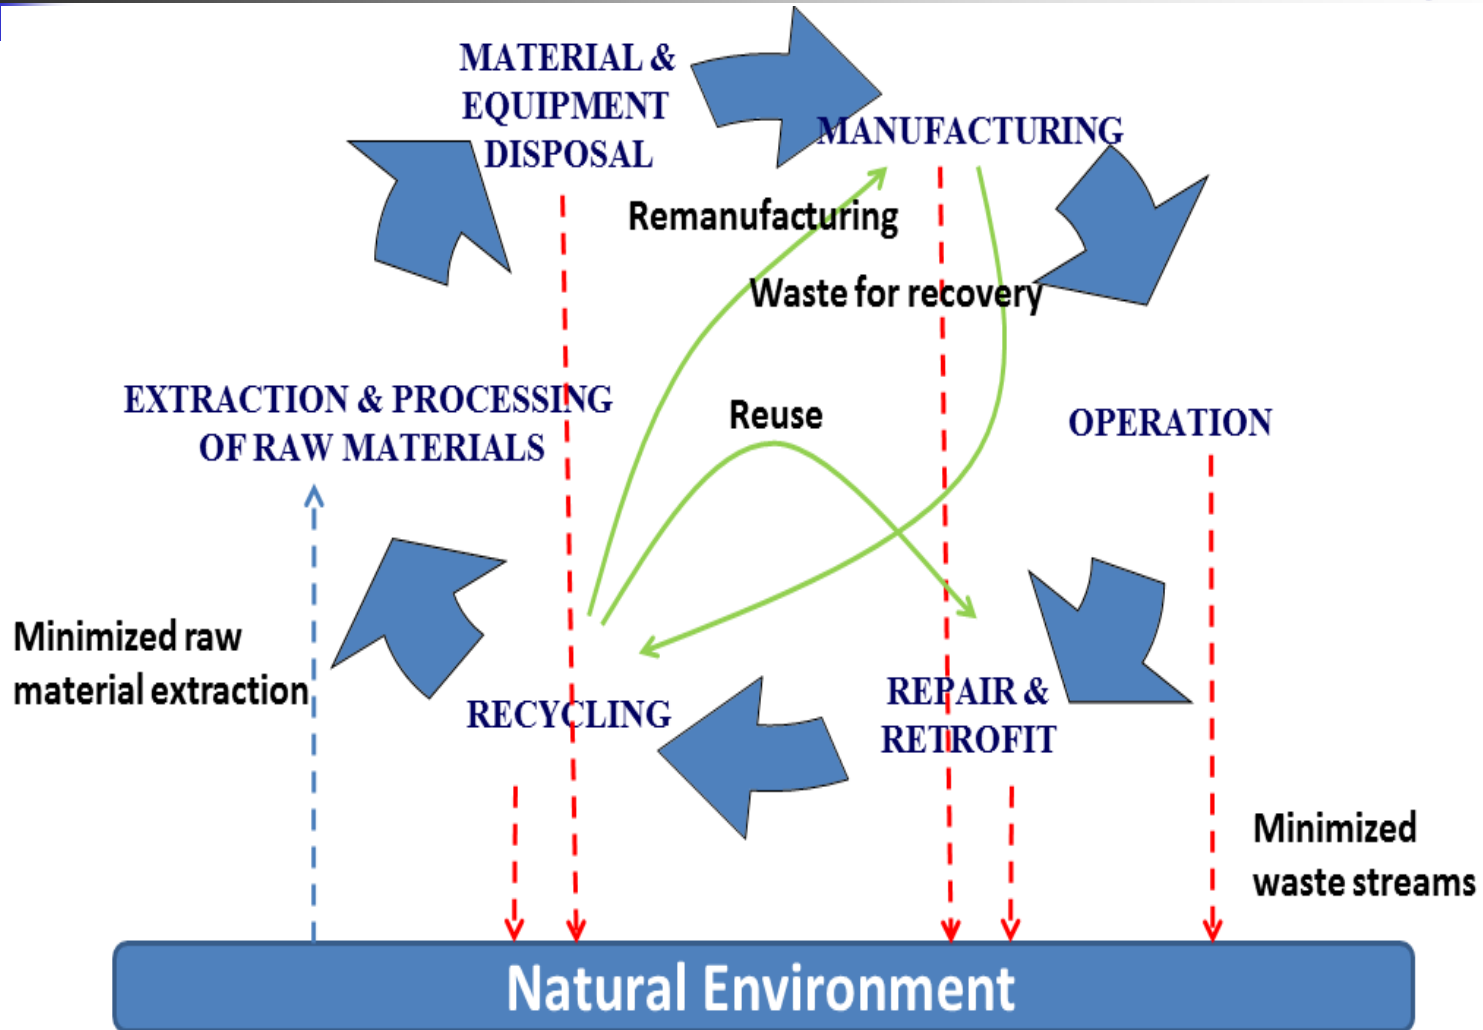 MATERIAL &
EQUIPMENT
DISPOSAL
MANUFACTURING
Remanufacturing
Waste for recovery
EXTRACTION & PROCESSING
OF RAW MATERIALS
Reuse
OPERATION
Minimized raw
material extraction
RECYCLING
REPAIR &
RETROFIT
Minimized
waste streams
Natural Environment